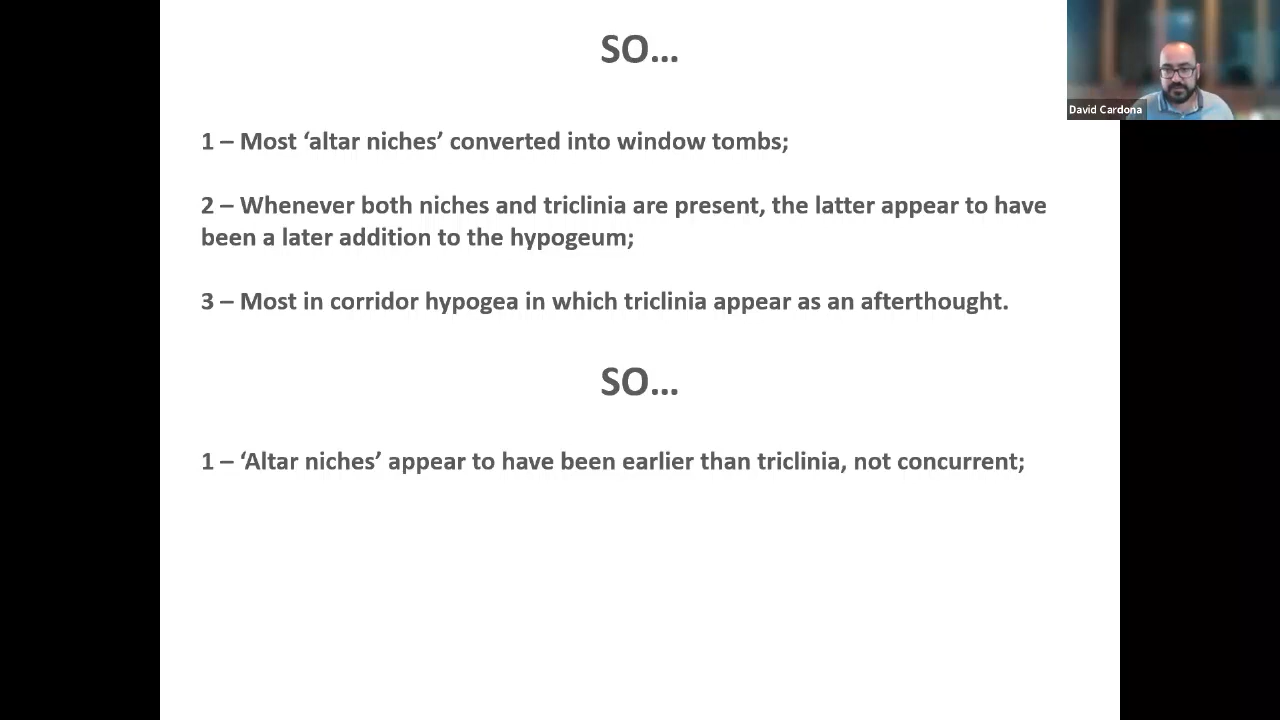 SO…
David Cardona
1 – Most ‘altar niches’ converted into window tombs;
2 – Whenever both niches and triclinia are present, the latter appear to have
been a later addition to the hypogeum;
3 – Most in corridor hypogea in which triclinia appear as an afterthought.
SO…
1 – ‘Altar niches’ appear to have been earlier than triclinia, not concurrent;